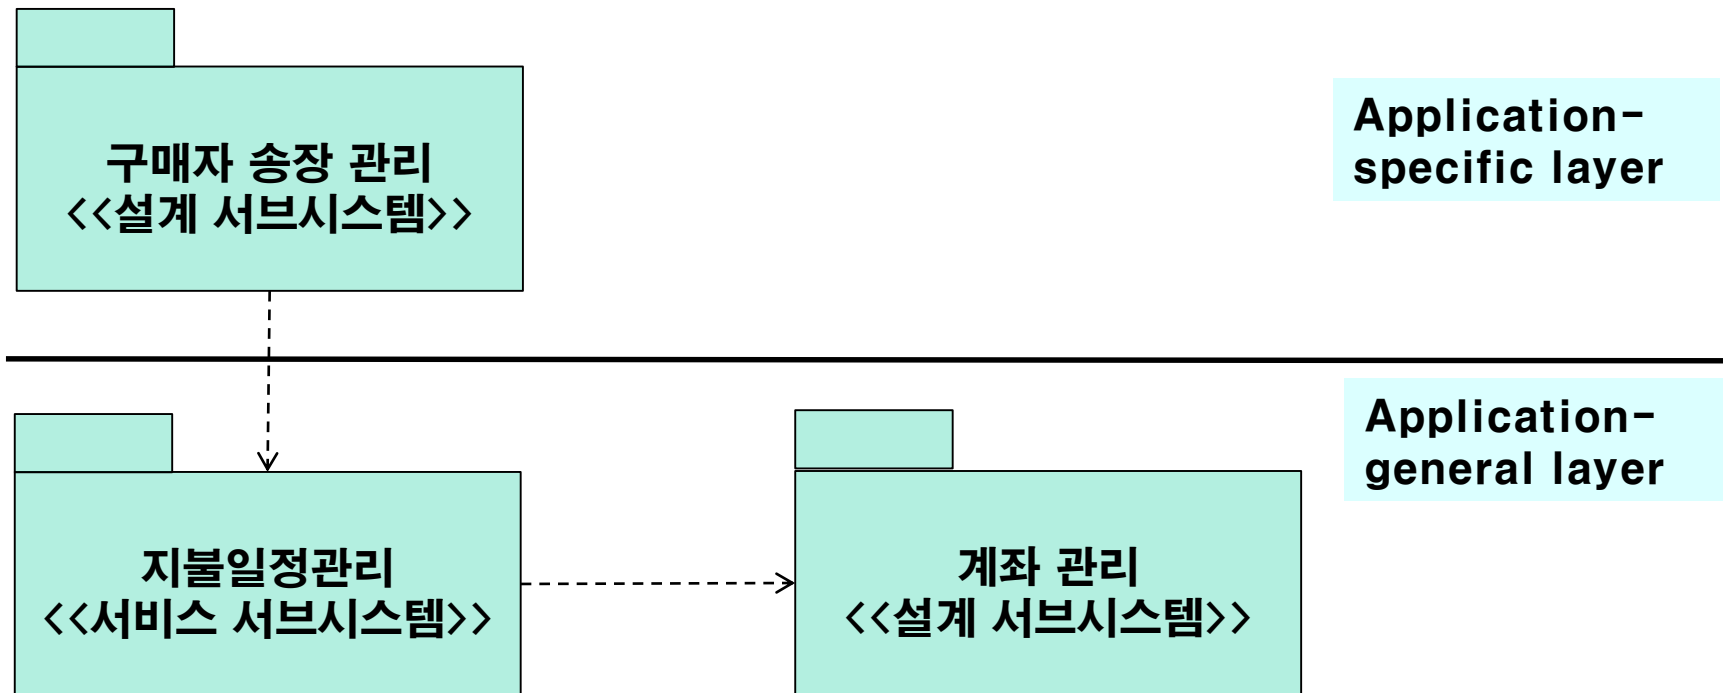 구매자 송장 관리
<<설계 서브시스템>>
Application-
specific layer
Application-
general layer
지불일정관리
<<서비스 서브시스템>>
계좌 관리
<<설계 서브시스템>>